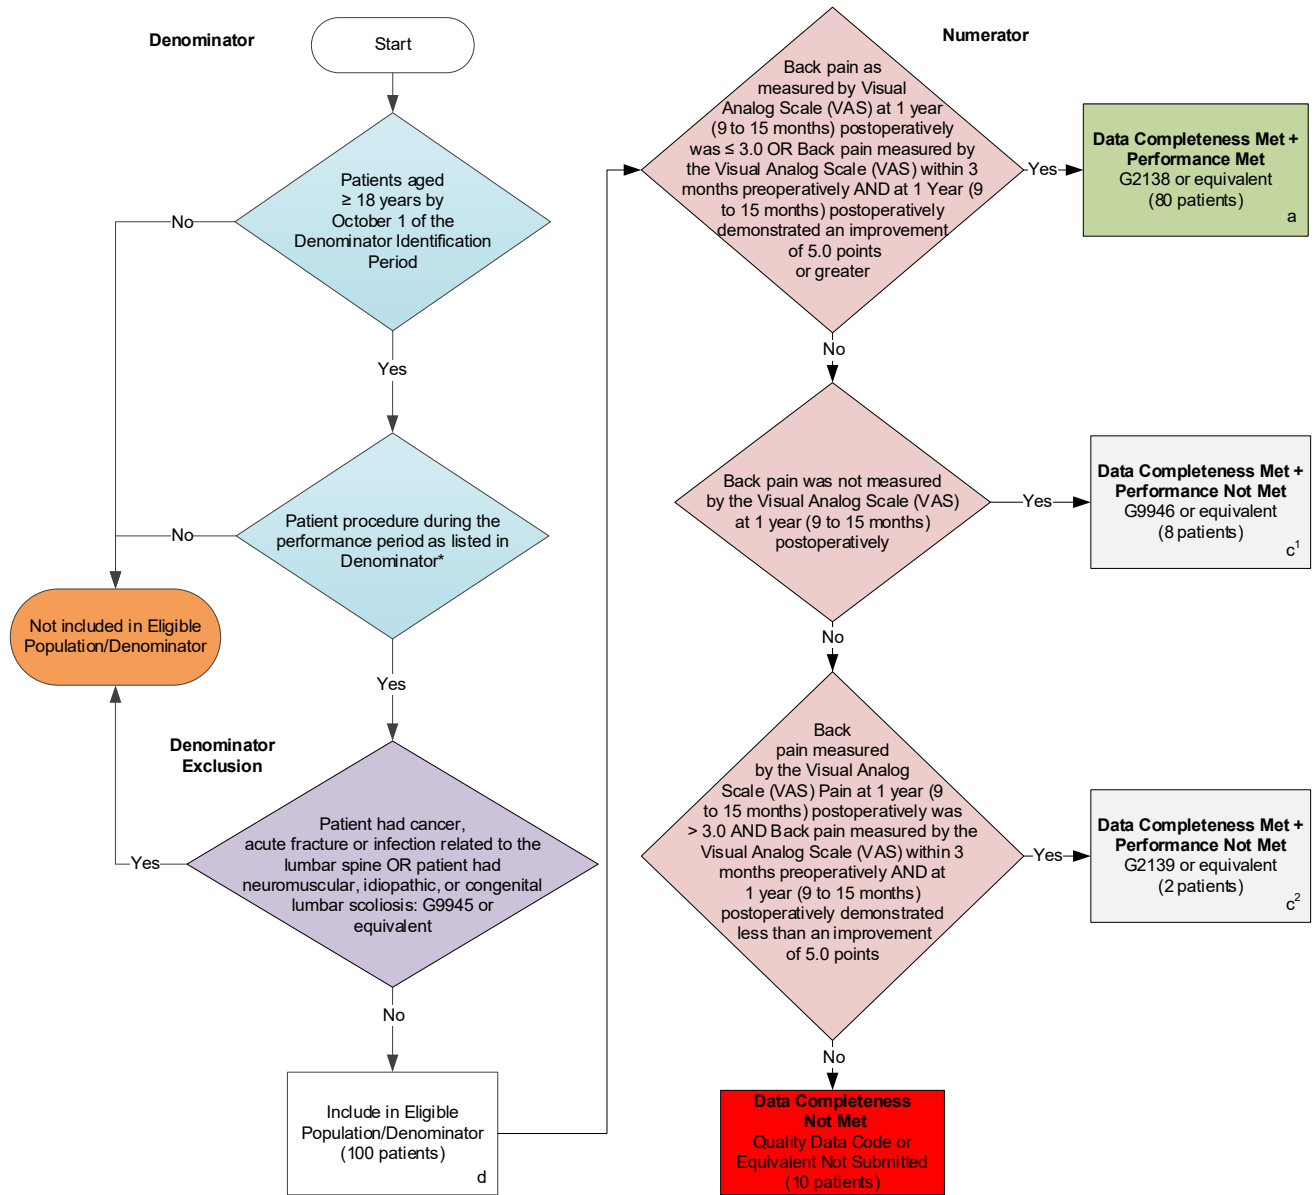 Denominator
Start
Patients aged
≥ 18 years by
October 1 of the
Denominator Identification
Period
No
Yes
Patient procedure during the
performance period as listed in
Denominator*
No
Not included in Eligible
Population/Denominator
Yes
Denominator
Exclusion
Patient had cancer,
acute fracture or infection related to the
lumbar spine OR patient had
neuromuscular, idiopathic, or congenital
lumbar scoliosis: G9945 or
equivalent
Yes
No
Include in Eligible
Population/Denominator
(100 patients)
d
Numerator
Back pain as
measured by Visual
Analog Scale (VAS) at 1 year
(9 to 15 months) postoperatively
was ≤ 3.0 OR Back pain measured by
the Visual Analog Scale (VAS) within 3
months preoperatively AND at 1 Year (9
to 15 months) postoperatively
demonstrated an improvement
of 5.0 points
or greater
Yes
Data Completeness Met +
Performance Met
G2138 or equivalent
(80 patients)
a
No
Back pain was not measured
by the Visual Analog Scale (VAS)
at 1 year (9 to 15 months)
postoperatively
Yes
Data Completeness Met +
Performance Not Met
G9946 or equivalent
(8 patients)
c1
No
Back
pain measured
by the Visual Analog
Scale (VAS) Pain at 1 year (9
to 15 months) postoperatively was
> 3.0 AND Back pain measured by the
Visual Analog Scale (VAS) within 3
months preoperatively AND at
1 year (9 to 15 months)
postoperatively demonstrated
less than an improvement
of 5.0 points
Yes
Data Completeness Met +
Performance Not Met
G2139 or equivalent
(2 patients)
c2
No
Data Completeness
Not Met
Quality Data Code or
Equivalent Not Submitted
(10 patients)